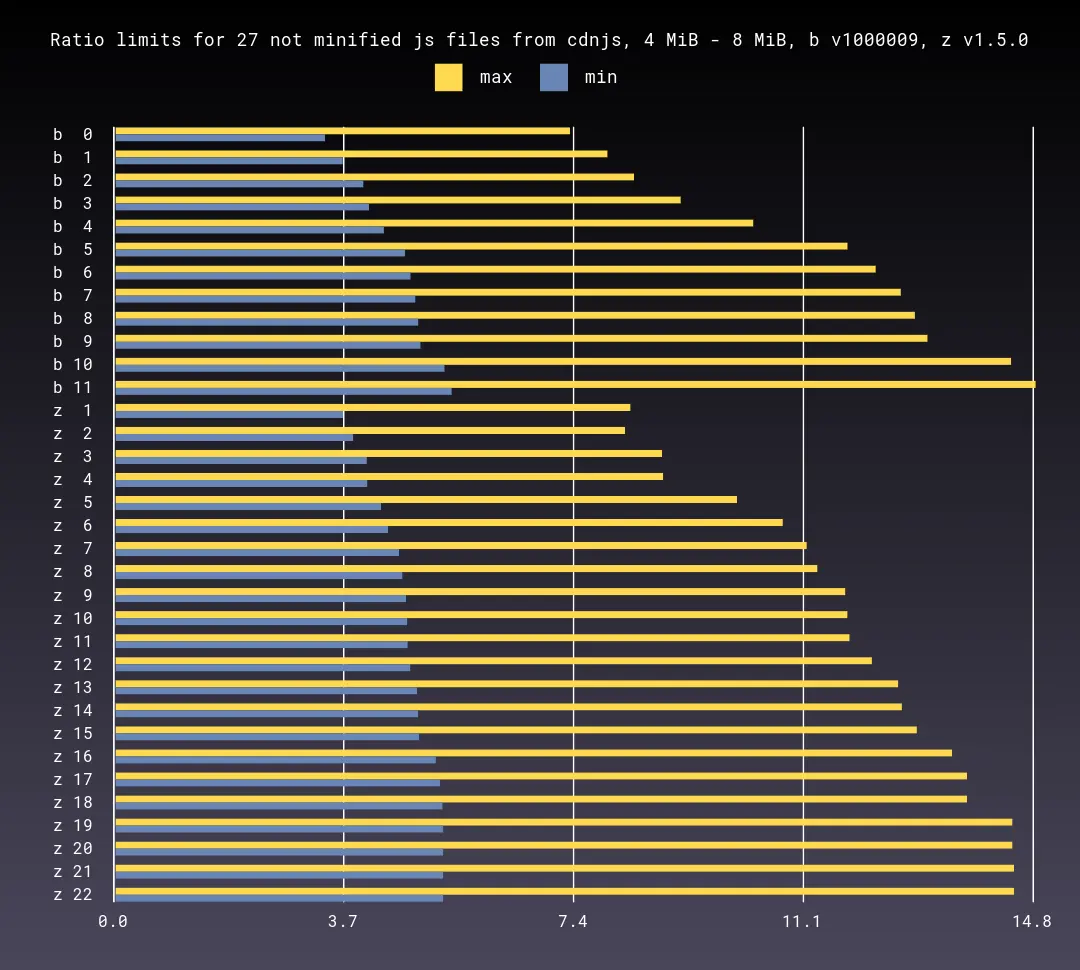 Ratio limits for 27 not minified js files from cdnjs, 4 MiB - 8 MiB, b v1000009, z v1.5.0
max min
b 0
b 1
b 2
b 3
b 4
b 5
b 6
b 7
b 8
b 9
b 10
b 11
z 1
z 2
z 3
z 4
z 5
z 6
z 7
z 8
z 9
z 10
z 11
z 12
z 13
z 14
z 15
z 16
z 17
z 18
z 19
z 20
z 21
z 22
0.0 3.7 7.4 11.1 14.8